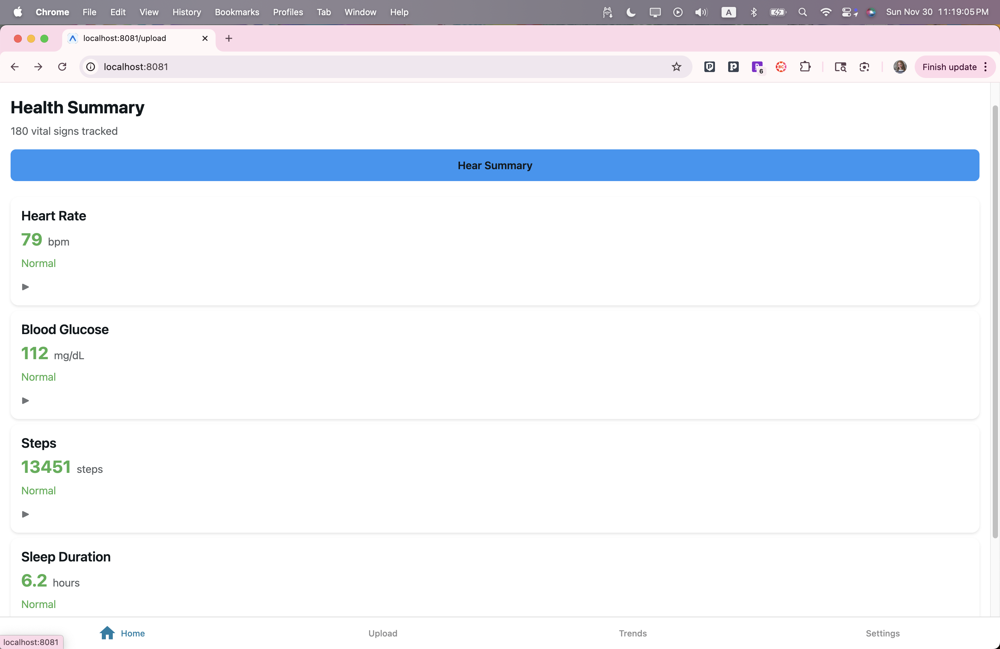 Chrome File Edit View History Bookmarks Profiles Tab Window Help A Sun Nov 30 11:19:05 PM
localhost:8081/upload
localhost:8081 6 BC Finish update
Health Summary
180 vital signs tracked
Hear Summary
Heart Rate
79 bpm
Normal
Blood Glucose
112 mg/dL
Normal
Steps
13451 steps
Normal
Sleep Duration
6.2 hours
Normal
Home Upload Trends Settings
localhost:8081